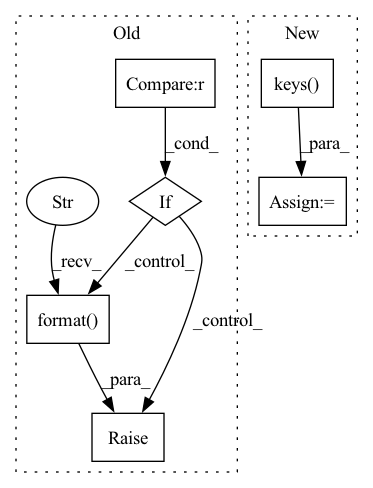 Old
New
Compare:r
keys()
_cond_
_para_
Str
If
Assign:=
_recv_
_control_
format()
_control_
_para_
Raise